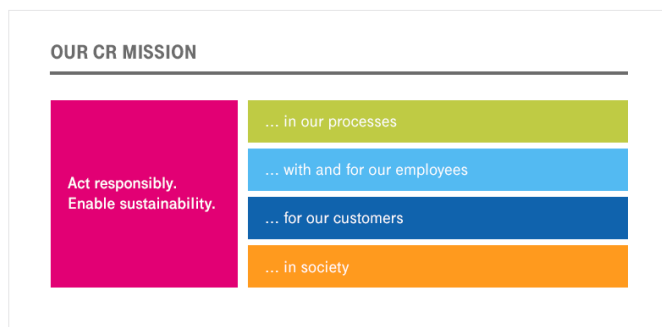 OUR CR MISSION
Act responsibly.
Enable sustainability.
... in our processes
... with and for our employees
... for our customers
... in society